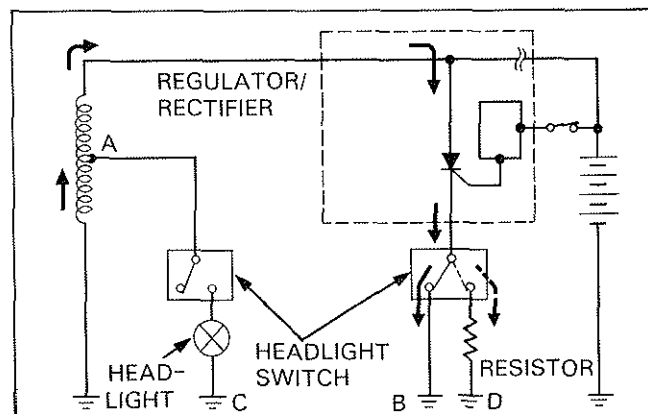 REGULATOR/
RECTIFIER
A
HEAD-
LIGHT
HEADLIGHT
SWITCH
RESISTOR
C
B
D